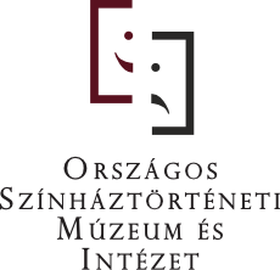 Országos
Színháztörténeti
Múzeum és
Intézet